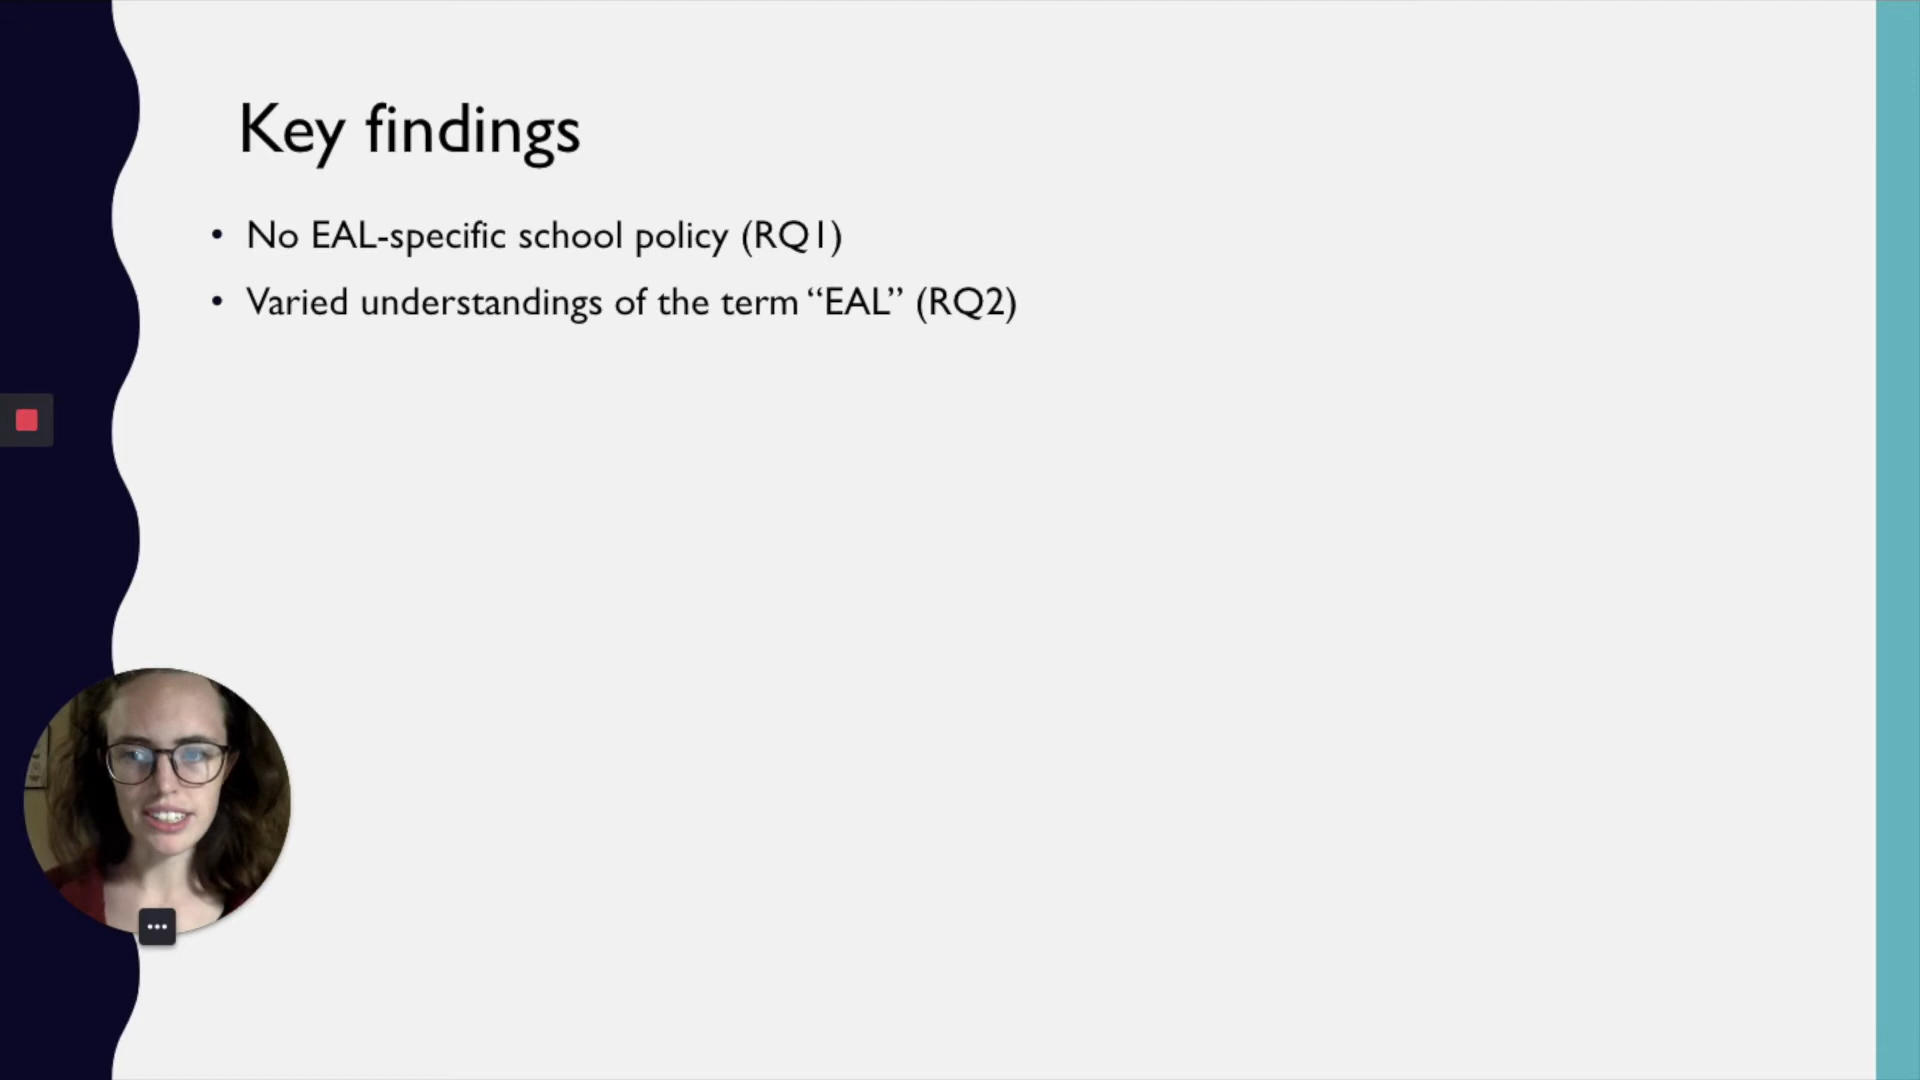 Key findings
• No EAL-specific school policy (RQ1)
• Varied understandings of the term “EAL” (RQ2)